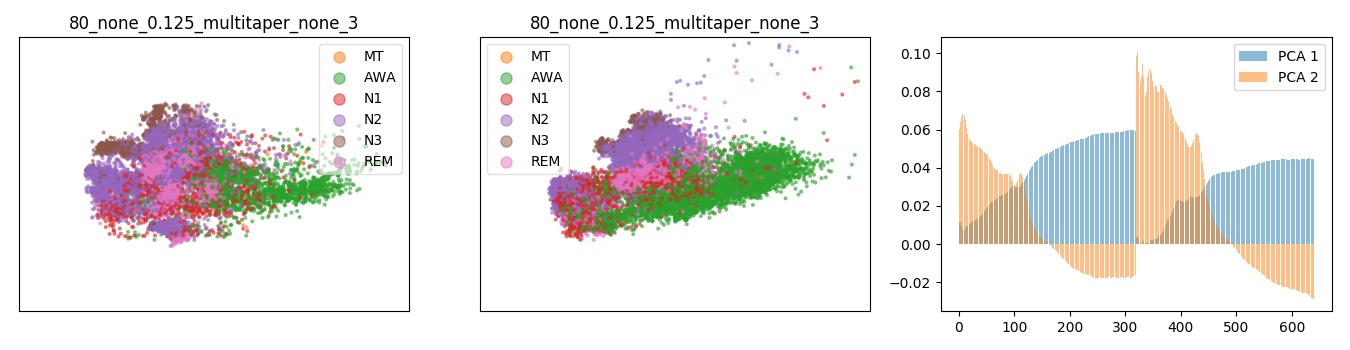 80_none_0.125_multitaper_none_3
MT
AWA
N1
N2
N3
REM
80_none_0.125_multitaper_none_3
MT
AWA
N1
N2
N3
REM
PCA 1
PCA 2
0.10
0.08
0.06
0.04
0.02
0.00
−0.02
0 100 200 300 400 500 600